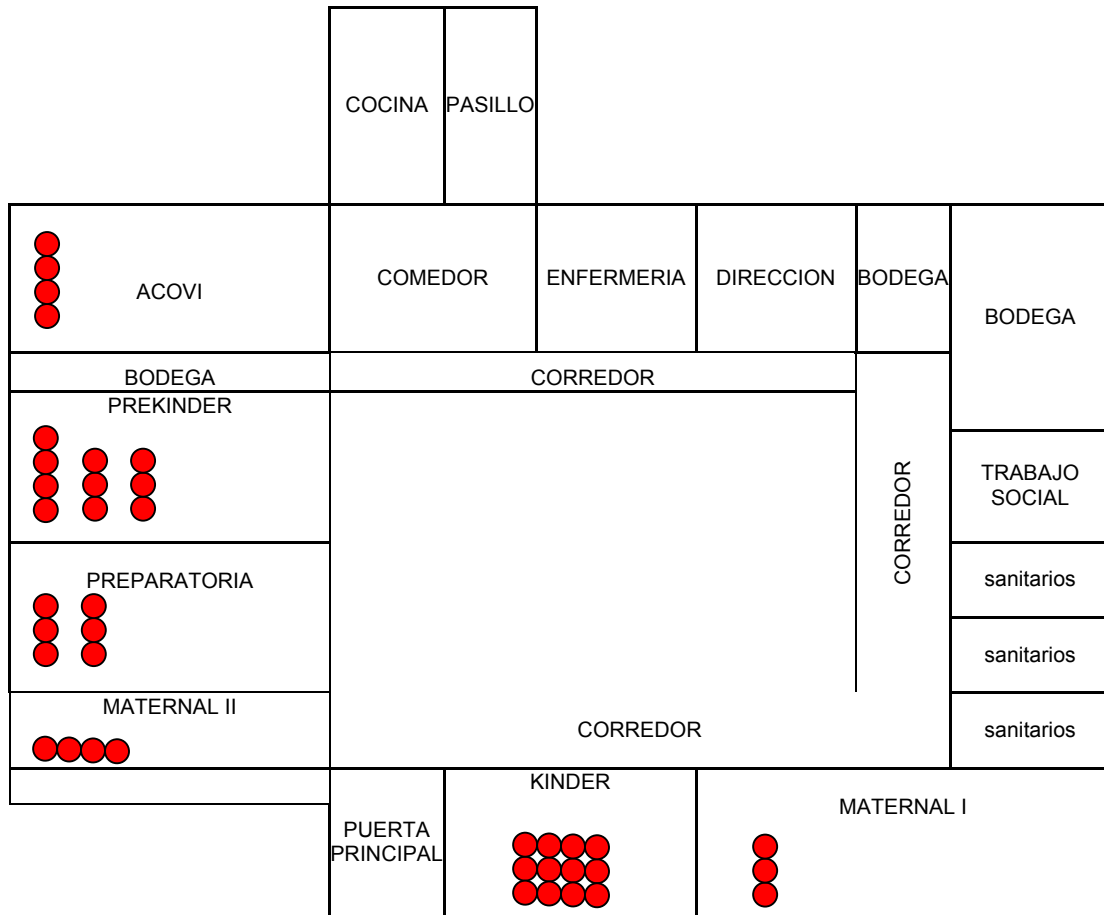 COCINA
PASILLO
ACOVI
COMEDOR
ENFERMERIA
DIRECCION
BODEGA
BODEGA
BODEGA
CORREDOR
PREKINDER
CORREDOR
TRABAJO
SOCIAL
PREPARATORIA
sanitarios
sanitarios
MATERNAL II
CORREDOR
sanitarios
PUERTA
PRINCIPAL
KINDER
MATERNAL I